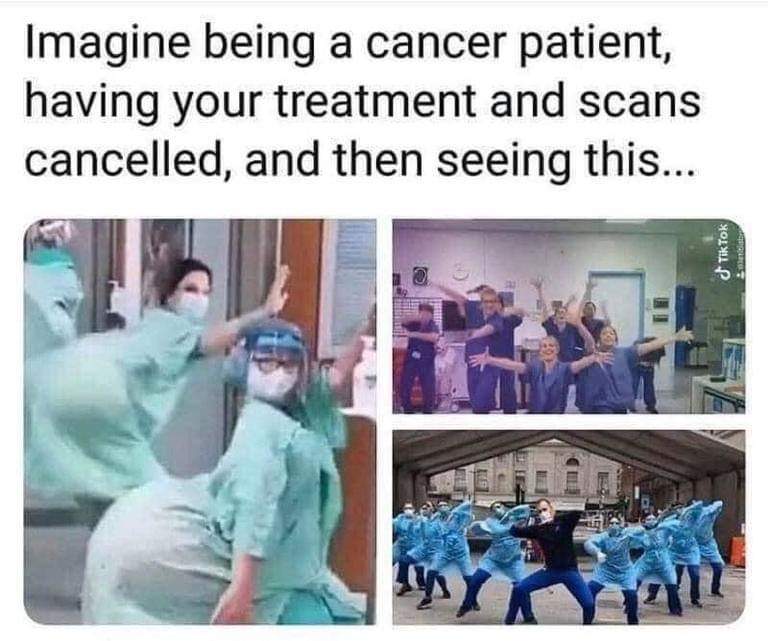 Imagine being a cancer patient,
having your treatment and scans
cancelled, and then seeing this...
TikTok